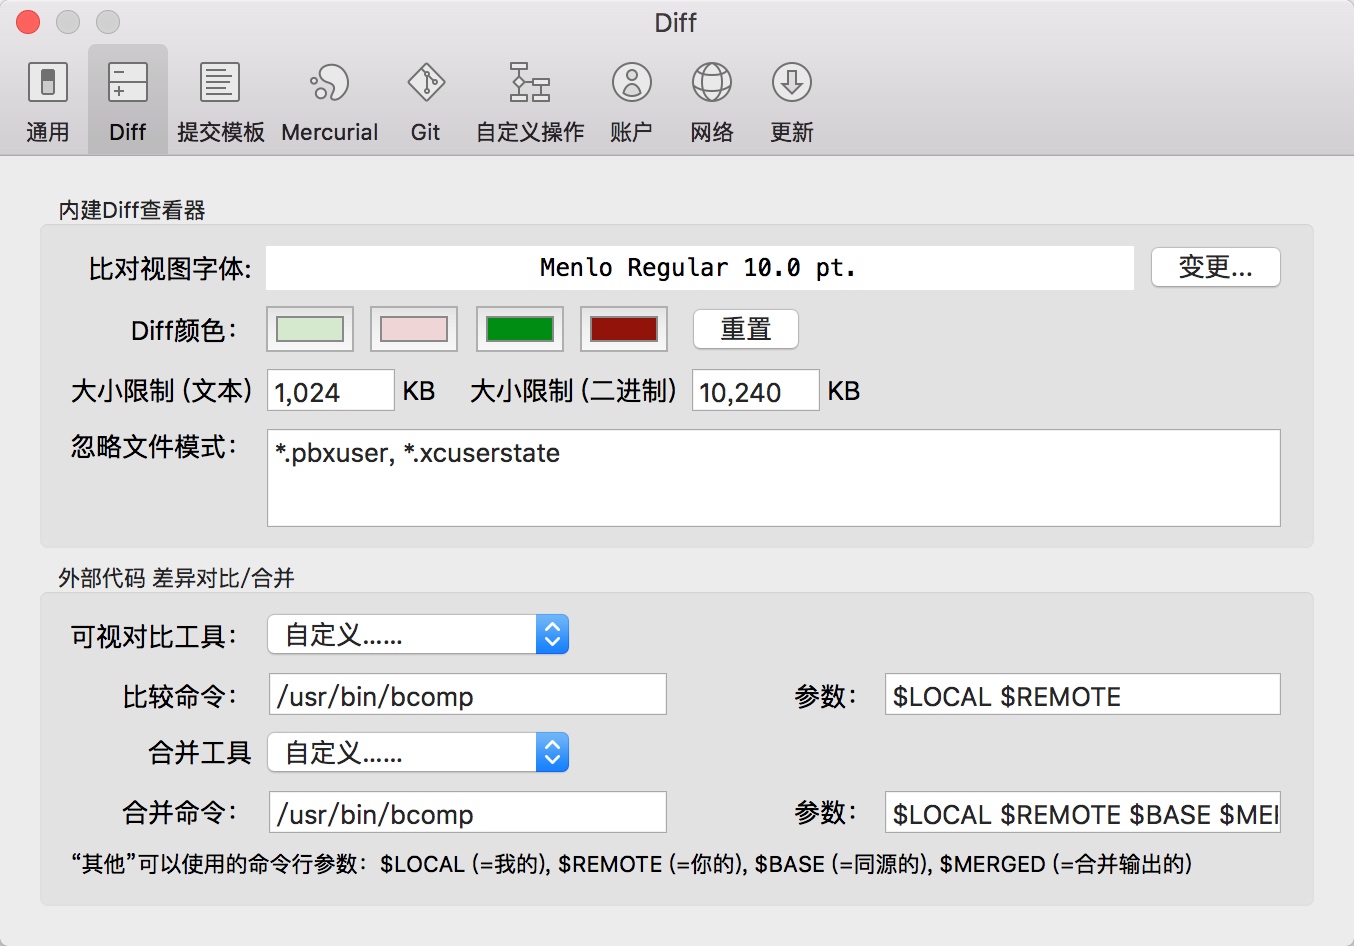 Diff
通用 Diff 提交模板 Mercurial Git 自定义操作 账户 网络 更新
内建Diff查看器
比对视图字体: Menlo Regular 10.0 pt. 变更...
Diff颜色： 重置
大小限制 (文本) 1,024 KB 大小限制 (二进制) 10,240 KB
忽略文件模式： *.pbxuser, *.xcuserstate
外部代码 差异对比/合并
可视对比工具： 自定义……
比较命令： /usr/bin/bcomp 参数： $LOCAL $REMOTE
合并工具 自定义……
合并命令： /usr/bin/bcomp 参数： $LOCAL $REMOTE $BASE
“其他”可以使用的命令行参数：$LOCAL (=我的), $REMOTE (=你的), $BASE (=同源的), $MERGED (=合并输出的)